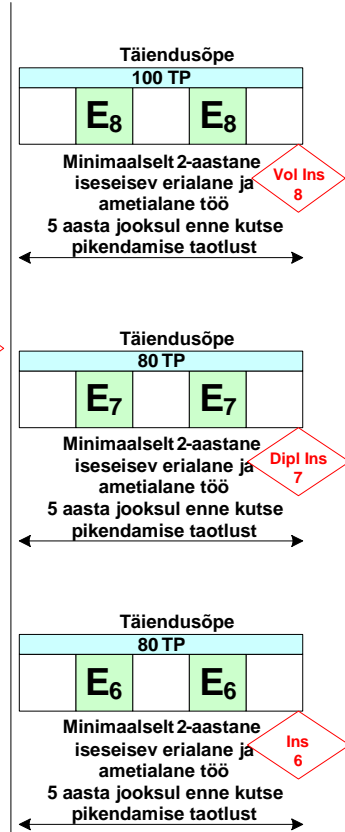 Täiendusõpe
100 TP
E8 E8
Minimaalselt 2-aastane
iseseisev erialane ja
ametialane töö
5 aasta jooksul enne kutse
pikendamise taotlust
Vol Ins
8
Täiendusõpe
80 TP
E7 E7
Minimaalselt 2-aastane
iseseisev erialane ja
ametialane töö
5 aasta jooksul enne kutse
pikendamise taotlust
Dipl Ins
7
Täiendusõpe
80 TP
E6 E6
Minimaalselt 2-aastane
iseseisev erialane ja
ametialane töö
5 aasta jooksul enne kutse
pikendamise taotlust
Ins
6